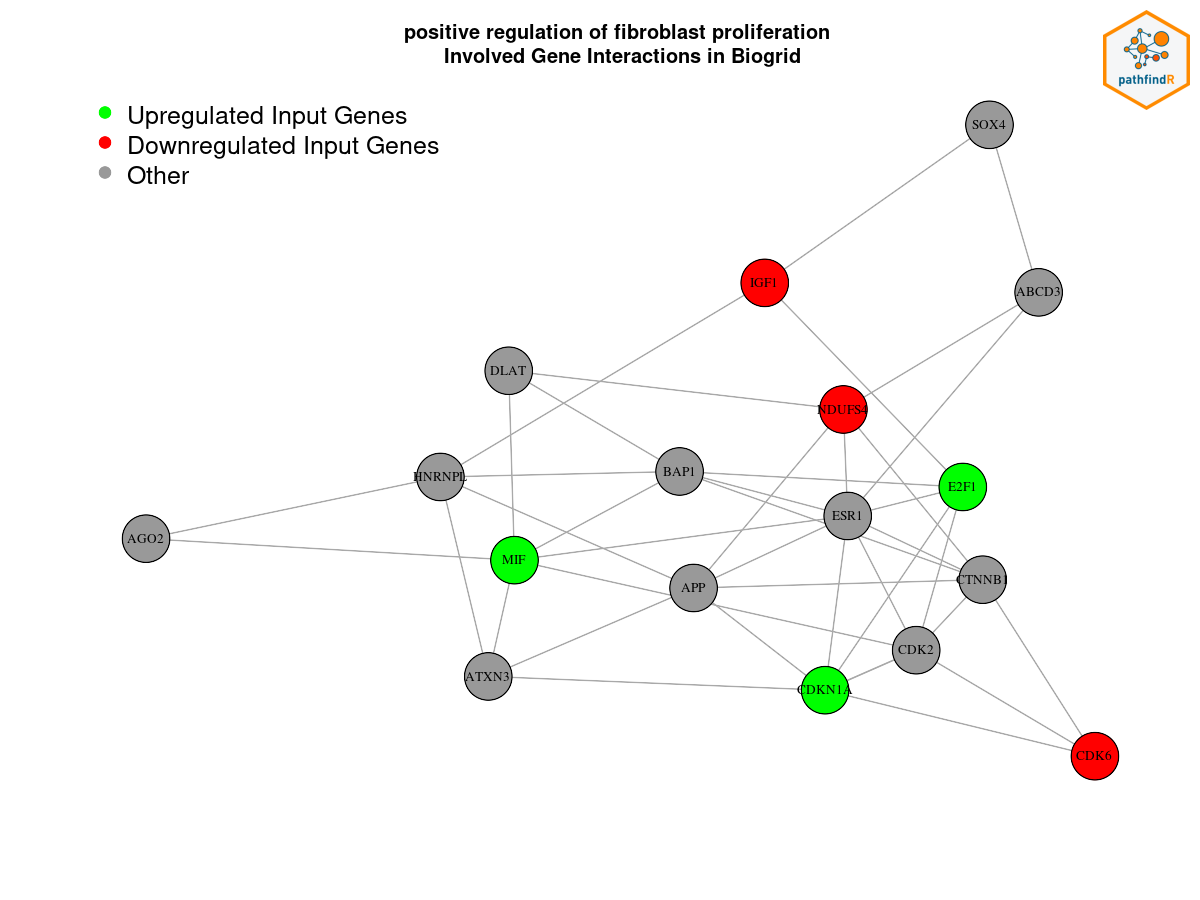 positive regulation of fibroblast proliferation
Involved Gene Interactions in Biogrid
pathfindR
Upregulated Input Genes
Downregulated Input Genes
Other
SOX4
IGF1
ABCD3
DLAT
NDUFS4
BAP1
HNRNPL
E2F1
ESR1
AGO2
MIF
CTNNB1
APP
CDK2
ATXN3
CDKN1A
CDK6